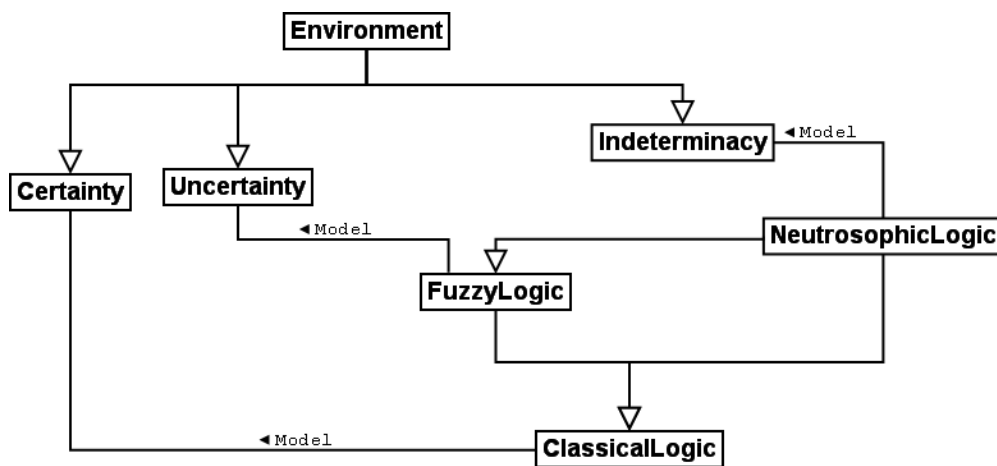 Environment
Indeterminacy
◄ Model
Certainty
Uncertainty
◄ Model
NeutrosophicLogic
FuzzyLogic
◄ Model
ClassicalLogic